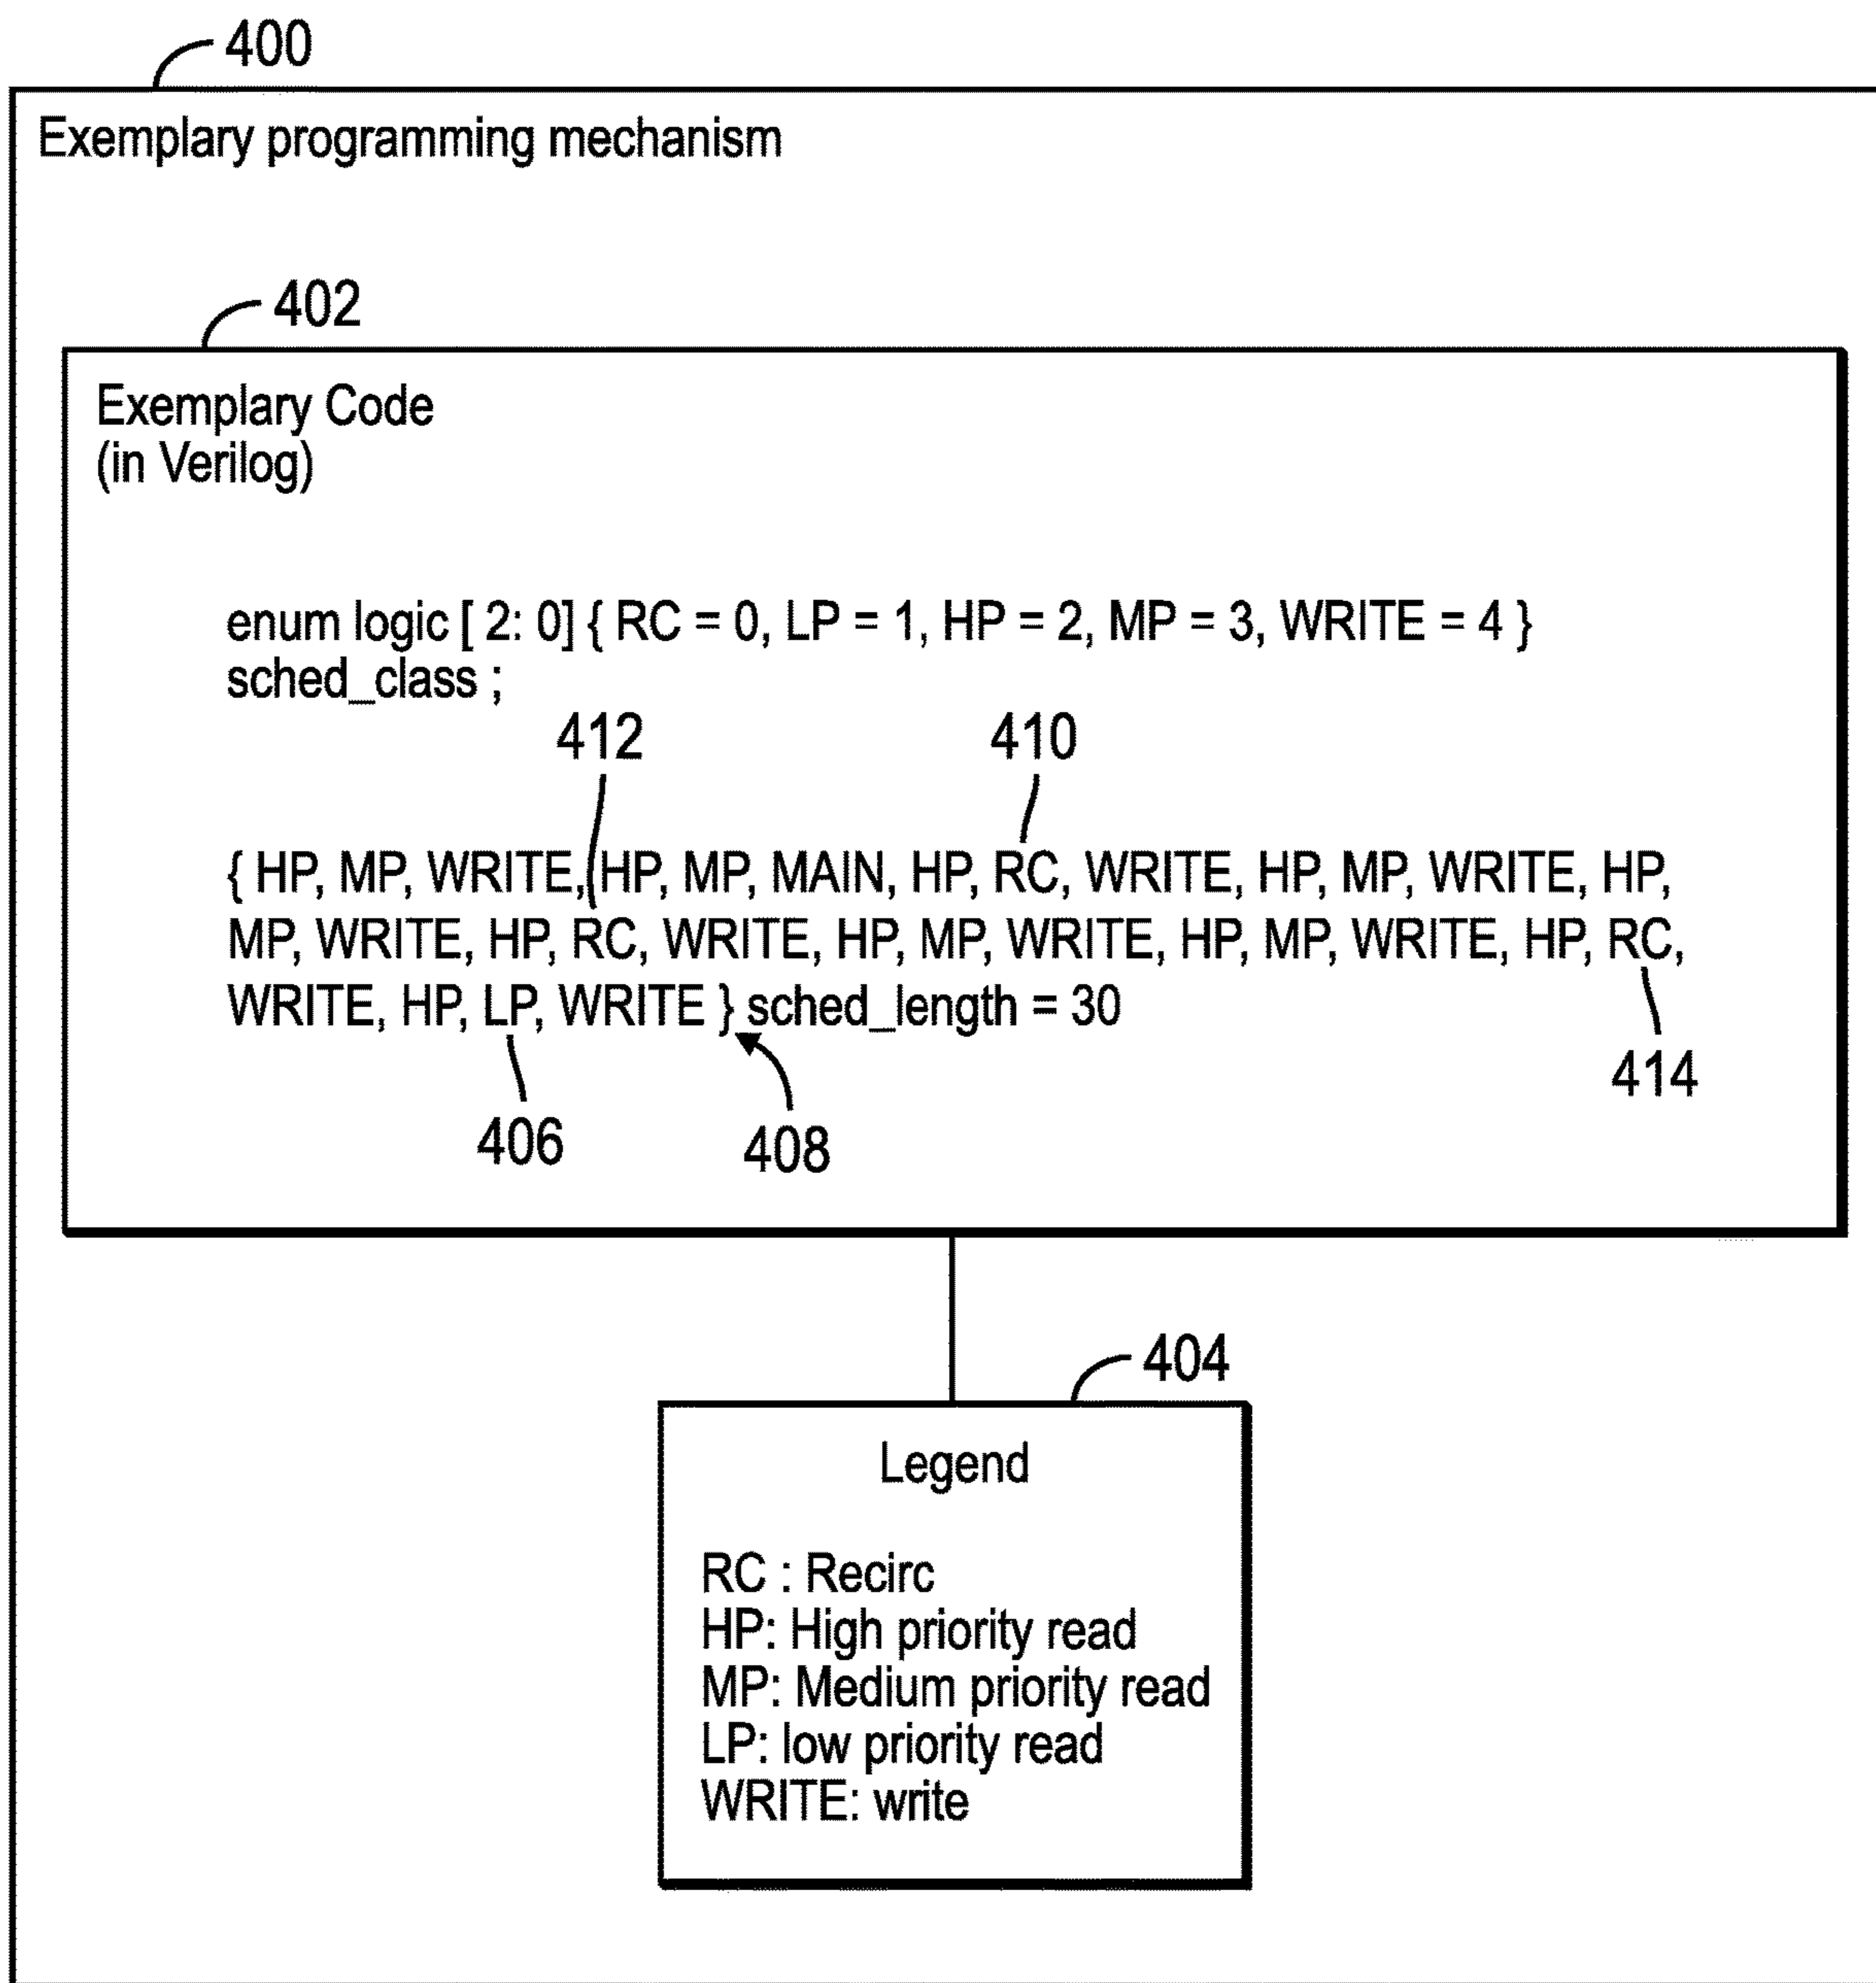 400
Exemplary programming mechanism
402
Exemplary Code
(in Verilog)
enum logic [ 2: 0] { RC = 0, LP = 1, HP = 2, MP = 3, WRITE = 4 }
sched_class ;
412 410
{ HP, MP, WRITE, HP, MP, MAIN, HP, RC, WRITE, HP, MP, WRITE, HP,
MP, WRITE, HP, RC, WRITE, HP, MP, WRITE, HP, MP, WRITE, HP, RC,
WRITE, HP, LP, WRITE } sched_length = 30
414
406 408
404
Legend
RC : Recirc
HP: High priority read
MP: Medium priority read
LP: low priority read
WRITE: write